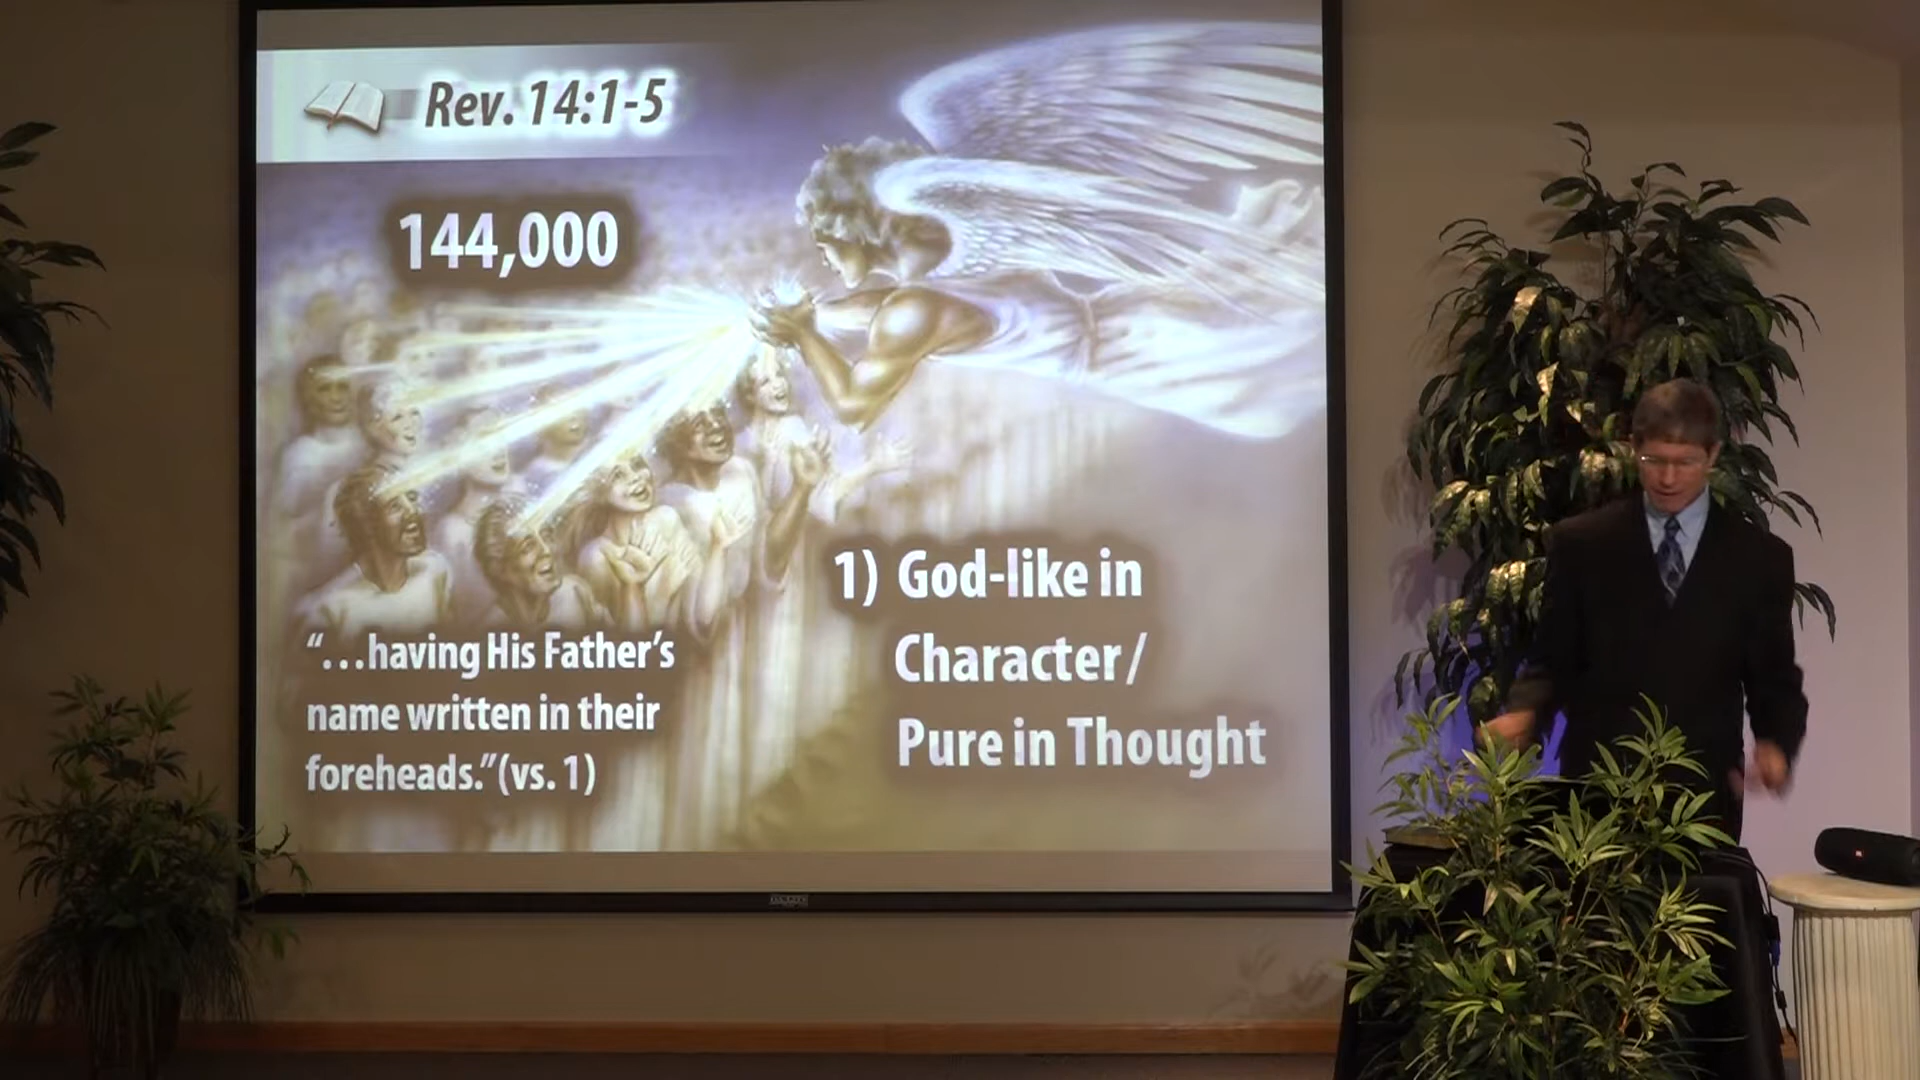 Rev. 14:1-5
144,000
“…having His Father’s
name written in their
foreheads.”(vs. 1)
1) God-like in
Character/
Pure in Thought
JBL